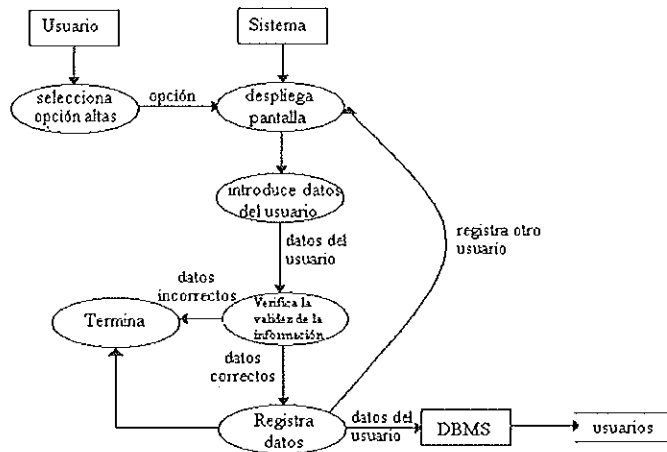 Usuario
Sistema
selecciona
opción altas
opción
despliega
pantalla
introduce datos
del usuario
registra otro
usuario
datos del
usuario
datos
incorrectos
Verifica la
validez de la
información
Termina
datos
correctos
Registra
datos
datos del
usuario
DBMS
usuarios